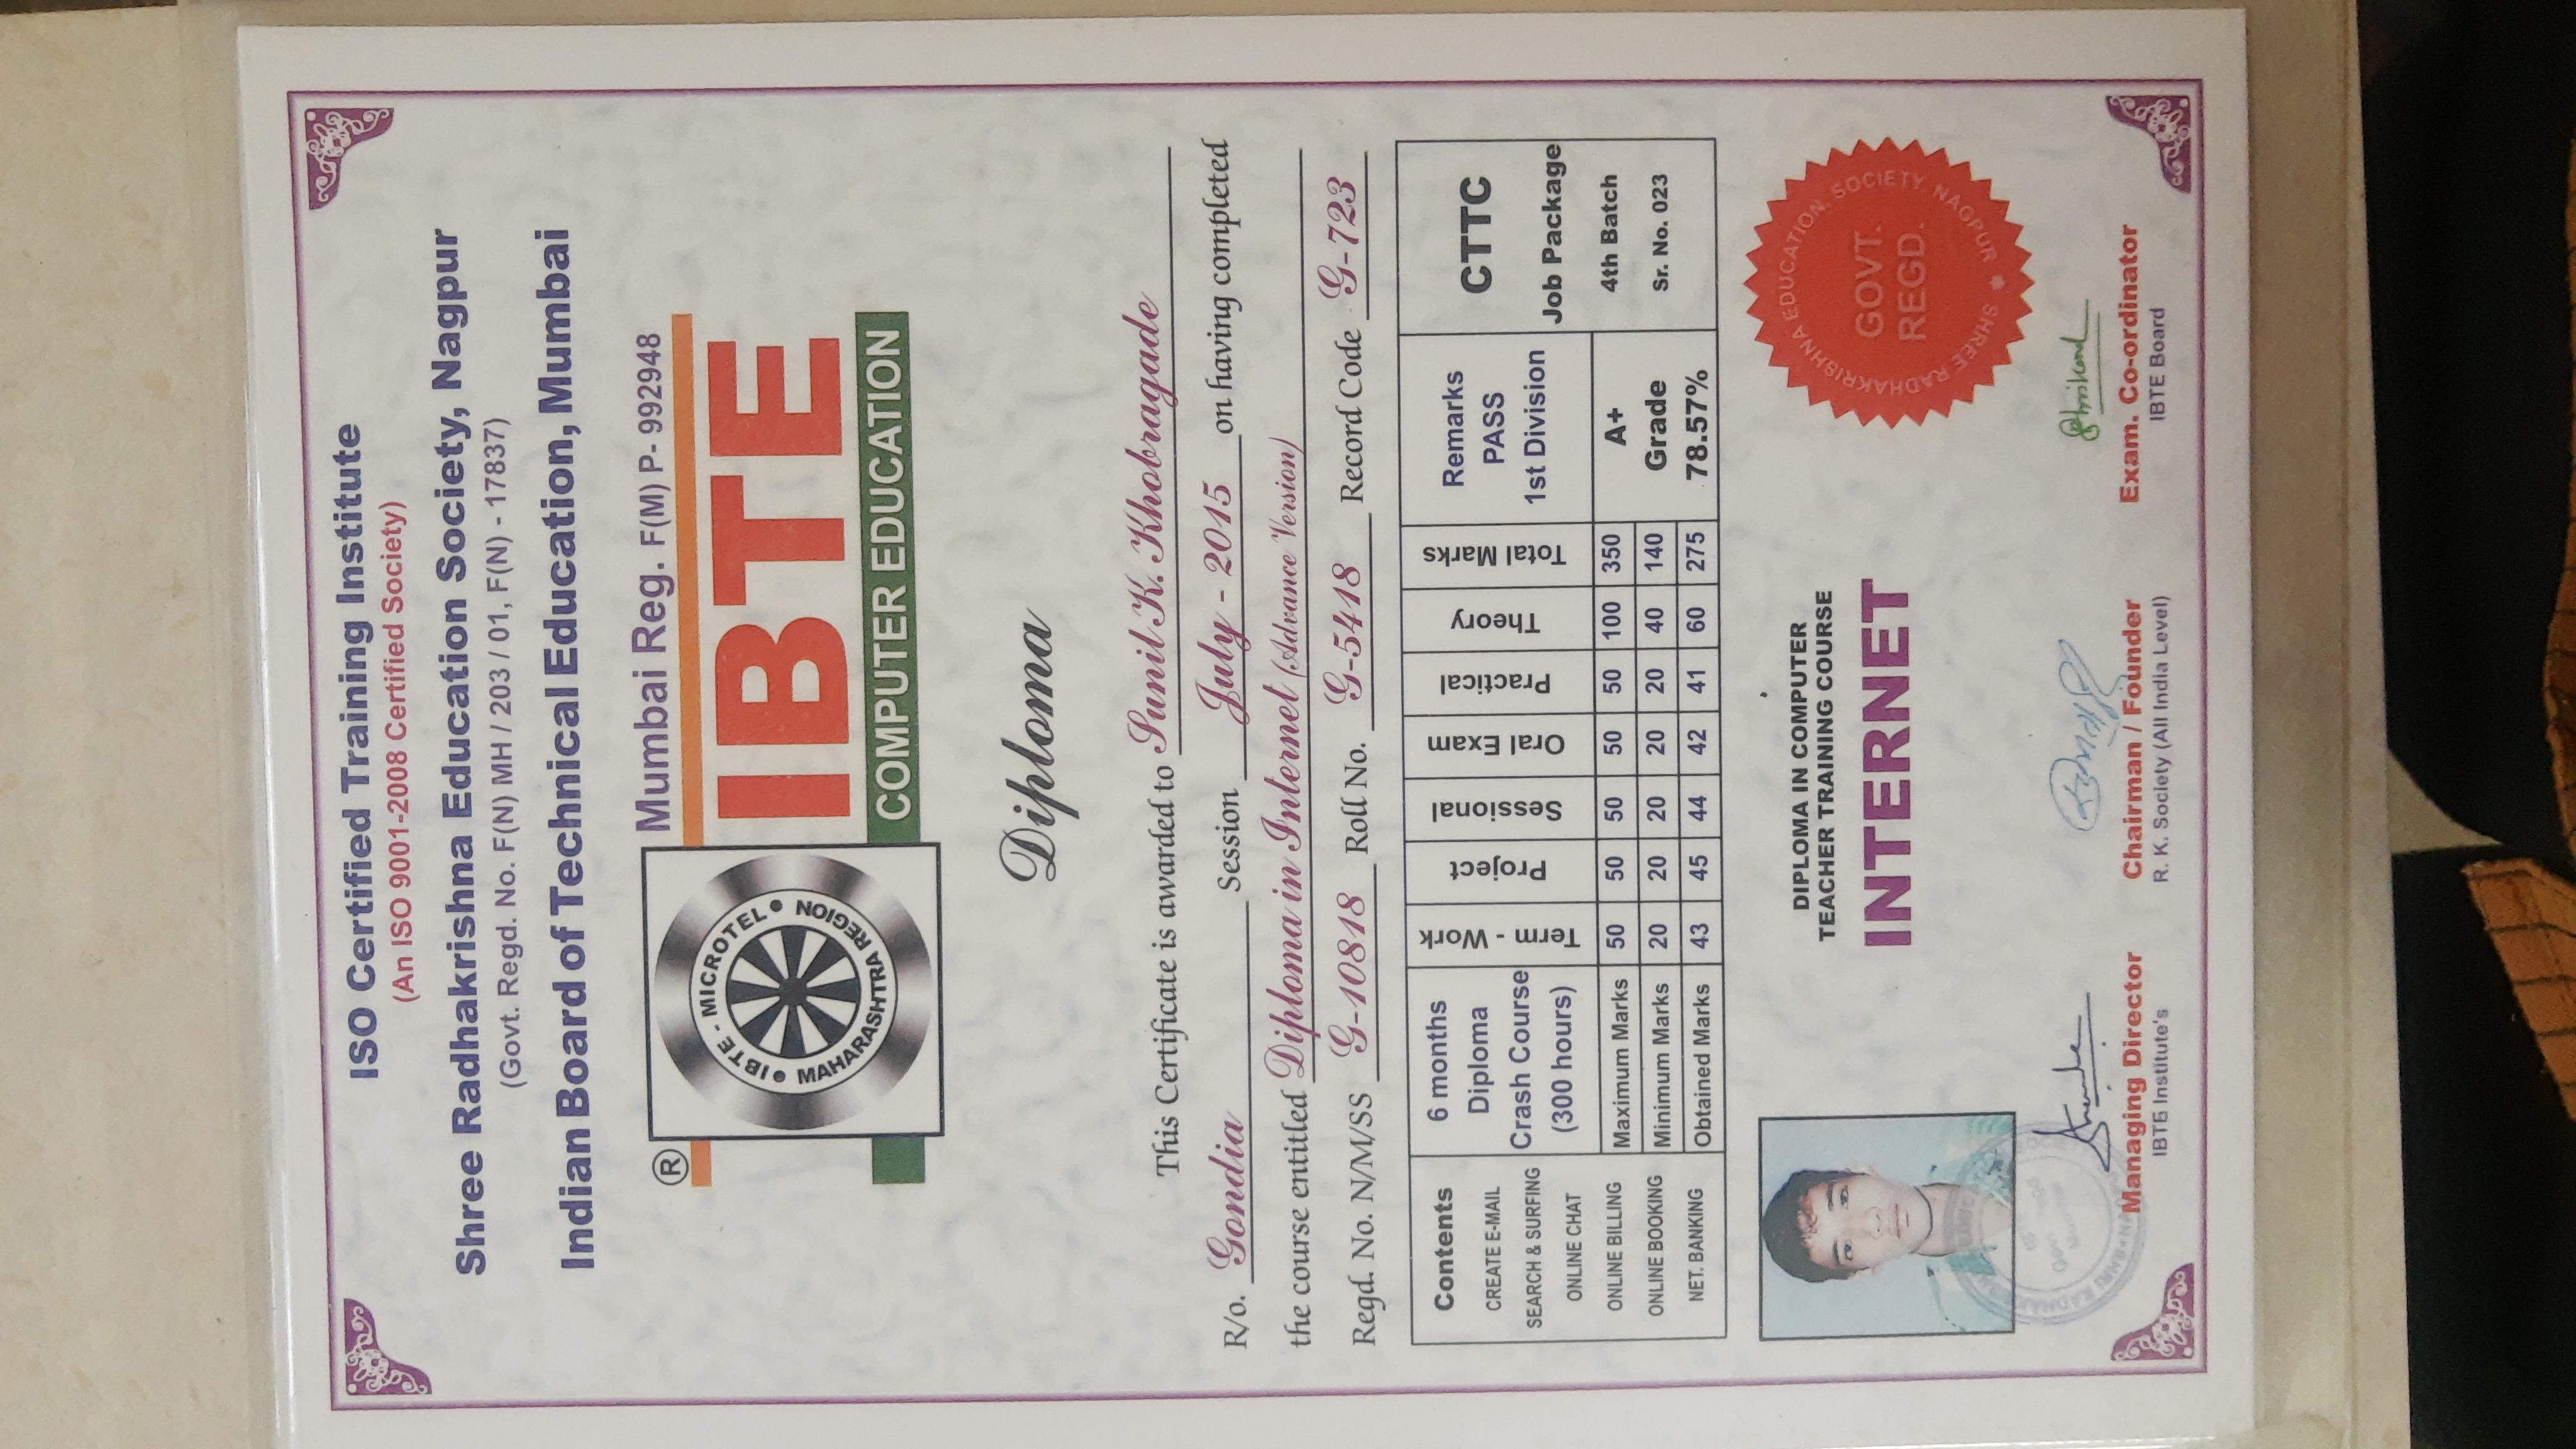 ISO Certified Training Institute
(An ISO 9001-2008 Certified Society)
Shree Radhakrishna Education Society, Nagpur
(Govt. Regd. No. F(N) MH / 203 / 01, F(N) - 17837)
Indian Board of Technical Education, Mumbai
® Mumbai Reg. F(M) P- 992948
IBTE - MICROTEL
MAHARASHTRA REGION
IBTE
COMPUTER EDUCATION
Diploma
This Certificate is awarded to Sunil K. Khobragade
R/o. Gondia Session July - 2015 on having completed
the course entitled Diploma in Internet (Advance Version)
Regd. No. N/M/SS G-10818 Roll No. G-5418 Record Code G-723
Contents
CREATE E-MAIL
SEARCH & SURFING
ONLINE CHAT
ONLINE BILLING
ONLINE BOOKING
NET. BANKING
6 months
Diploma
Crash Course
(300 hours)
Term - Work
Project
Sessional
Oral Exam
Practical
Theory
Total Marks
Maximum Marks 50 50 50 50 50 100 350
Minimum Marks 20 20 20 20 20 40 140
Obtained Marks 43 45 44 42 41 60 275
Remarks
PASS
1st Division
A+
Grade
78.57%
CTTC
Job Package
4th Batch
Sr. No. 023
DIPLOMA IN COMPUTER
TEACHER TRAINING COURSE
INTERNET
SHREE RADHAKRISHNA EDUCATION SOCIETY NAGPUR
GOVT.
REGD.
Managing Director
IBTE Institute's
Chairman / Founder
R. K. Society (All India Level)
Exam. Co-ordinator
IBTE Board